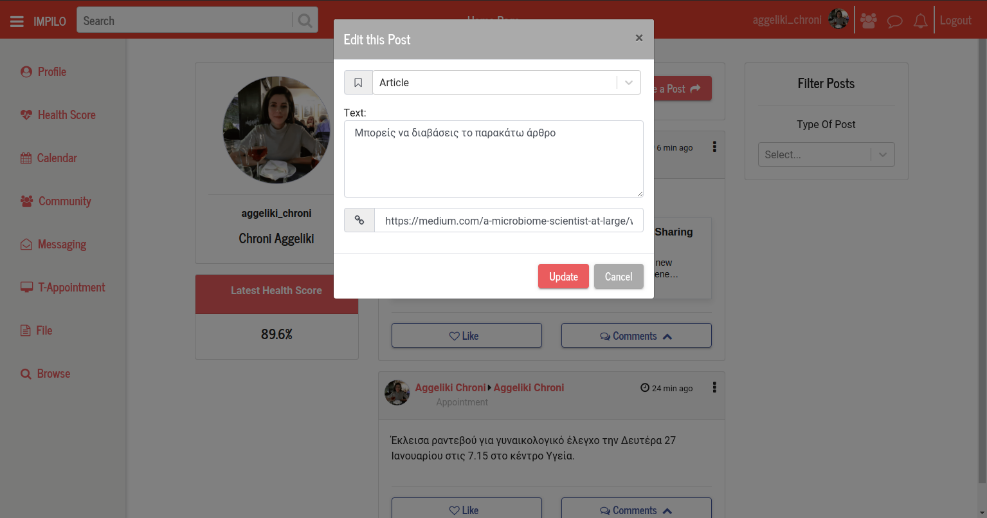 IMPILO
Search
aggeliki_chroni
Logout
Profile
Health Score
Calendar
Community
Messaging
T-Appointment
File
Browse
aggeliki_chroni
Chroni Aggeliki
Latest Health Score
89.6%
Edit this Post
×
Article
Text:
Μπορείς να διαβάσεις το παρακάτω άρθρο
https://medium.com/a-microbiome-scientist-at-large/
Update
Cancel
e a Post
6 min ago
Sharing
new
ene...
Like
Comments
Aggeliki Chroni Aggeliki Chroni
24 min ago
Appointment
Έκλεισα ραντεβού για γυναικολογικό έλεγχο την Δευτέρα 27
Ιανουαρίου στις 7.15 στο κέντρο Υγεία.
Like
Comments
Filter Posts
Type Of Post
Select...